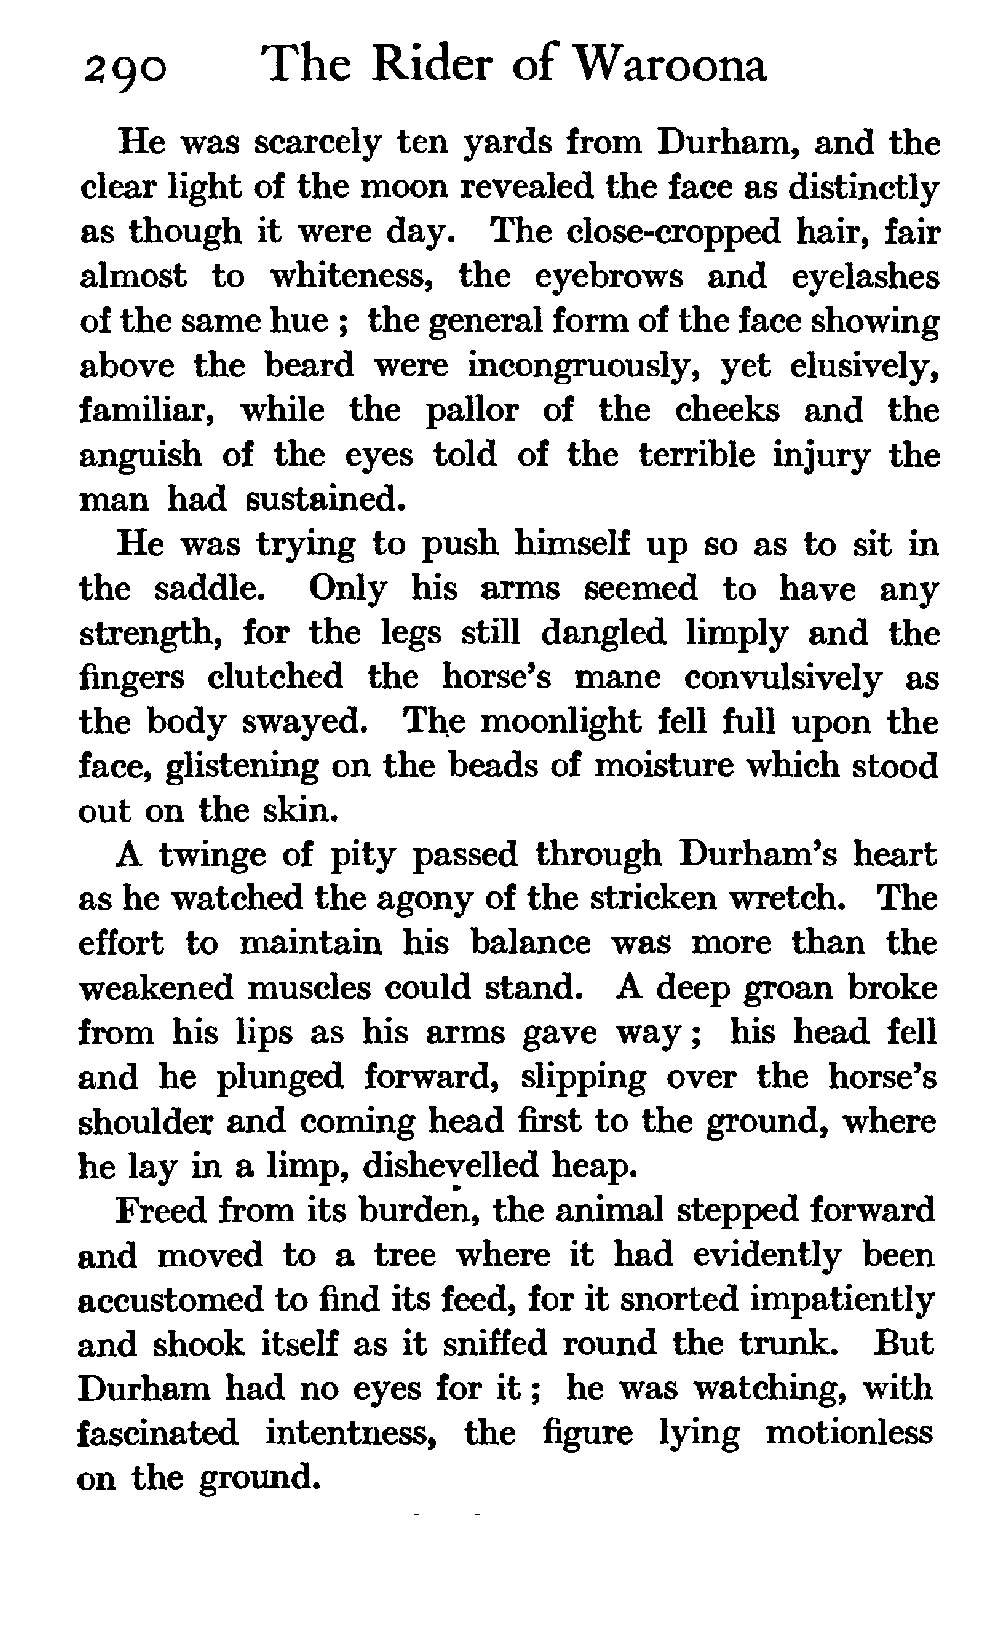 290 The Rider of Waroona
He was scarcely ten yards from Durham, and the
clear light of the moon revealed the face as distinctly
as though it were day. The close-cropped hair, fair
almost to whiteness, the eyebrows and eyelashes
of the same hue ; the general form of the face showing
above the beard were incongruously, yet elusively,
familiar, while the pallor of the cheeks and the
anguish of the eyes told of the terrible injury the
man had sustained.
He was trying to push himself up so as to sit in
the saddle. Only his arms seemed to have any
strength, for the legs still dangled limply and the
fingers clutched the horse's mane convulsively as
the body swayed. The moonlight fell full upon the
face, glistening on the beads of moisture which stood
out on the skin.
A twinge of pity passed through Durham's heart
as he watched the agony of the stricken wretch. The
effort to maintain his balance was more than the
weakened muscles could stand. A deep groan broke
from his lips as his arms gave way ; his head fell
and he plunged forward, slipping over the horse's
shoulder and coming head first to the ground, where
he lay in a limp, dishevelled heap.
Freed from its burden, the animal stepped forward
and moved to a tree where it had evidently been
accustomed to find its feed, for it snorted impatiently
and shook itself as it sniffed round the trunk. But
Durham had no eyes for it ; he was watching, with
fascinated intentness, the figure lying motionless
on the ground.